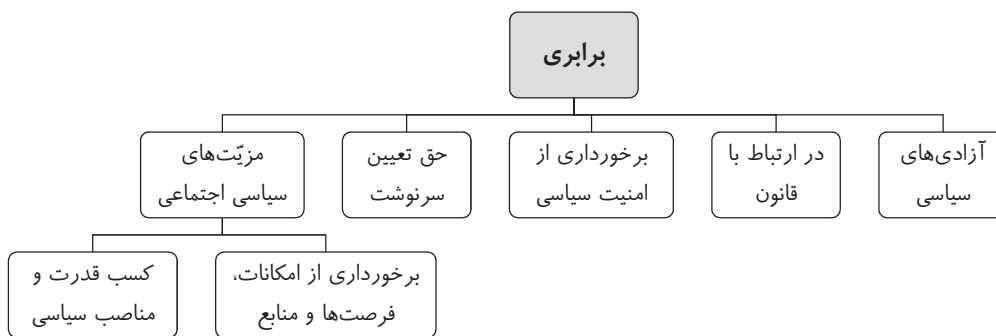 برابری
آزادی‌های
سیاسی
در ارتباط با
قانون
برخورداری از
امنیت سیاسی
حق تعیین
سرنوشت
مزیّت‌های
سیاسی اجتماعی
برخورداری از امکانات،
فرصت‌ها و منابع
کسب قدرت و
مناصب سیاسی